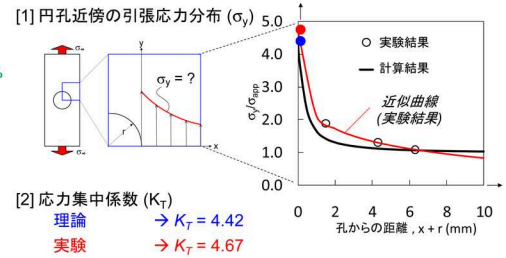 [1] 円孔近傍の引張応力分布 (σy)
%
σ∞
y
σy = ?
r
x
σ∞
[2] 応力集中係数 (KT)
理論 → KT = 4.42
実験 → KT = 4.67
5.0
4.0
3.0
2.0
1.0
0.0
σy/σapp
実験結果
計算結果
近似曲線
(実験結果)
0 2 4 6 8 10
孔からの距離 , x + r (mm)